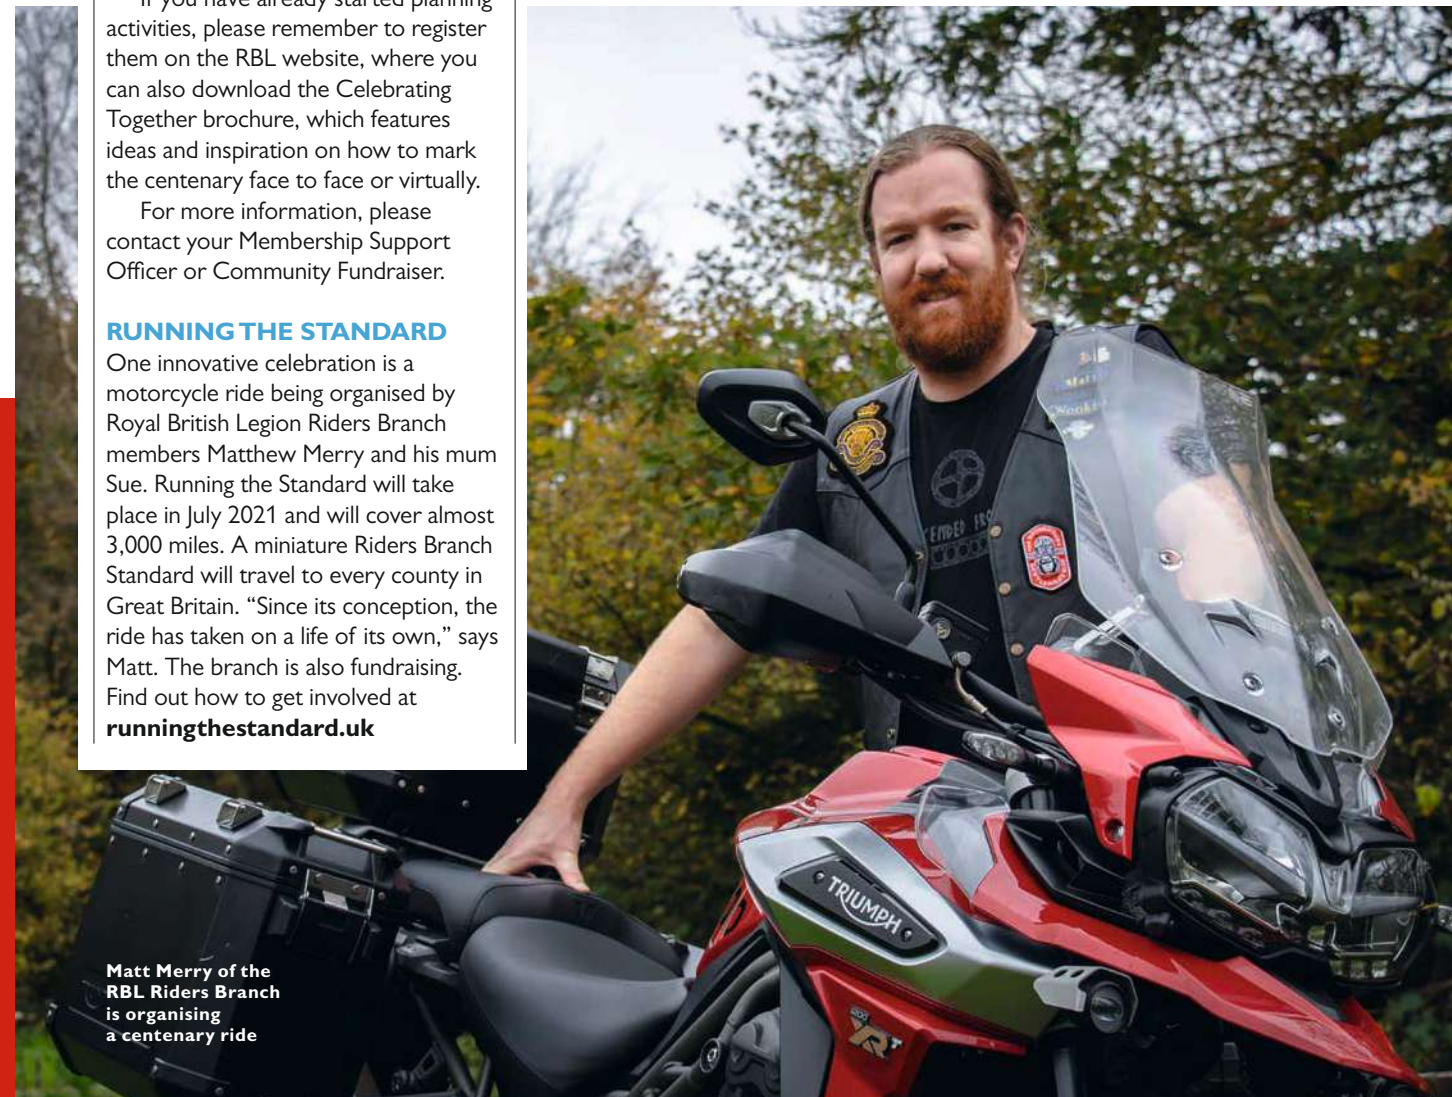 If you have already started planning
activities, please remember to register
them on the RBL website, where you
can also download the Celebrating
Together brochure, which features
ideas and inspiration on how to mark
the centenary face to face or virtually.
For more information, please
contact your Membership Support
Officer or Community Fundraiser.
RUNNING THE STANDARD
One innovative celebration is a
motorcycle ride being organised by
Royal British Legion Riders Branch
members Matthew Merry and his mum
Sue. Running the Standard will take
place in July 2021 and will cover almost
3,000 miles. A miniature Riders Branch
Standard will travel to every county in
Great Britain. “Since its conception, the
ride has taken on a life of its own,” says
Matt. The branch is also fundraising.
Find out how to get involved at
runningthestandard.uk
Matt
TRIUMPH
1200
XRT
Matt Merry of the
RBL Riders Branch
is organising
a centenary ride